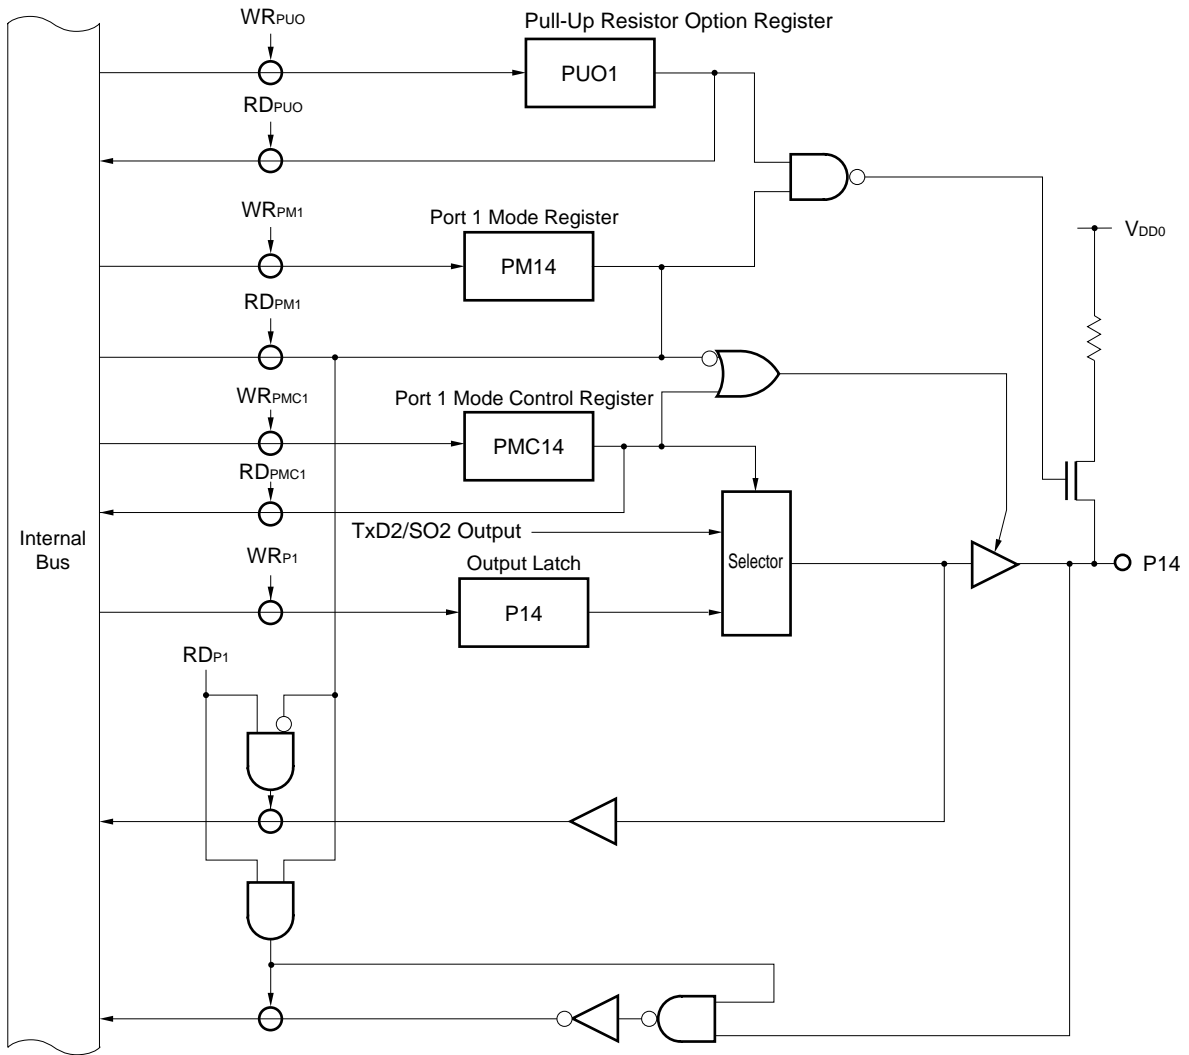 WRPUO
Pull-Up Resistor Option Register
PUO1
RDPUO
WRPM1
Port 1 Mode Register
PM14
VDD0
RDPM1
WRPMC1
Port 1 Mode Control Register
PMC14
RDPMC1
Internal
Bus
TxD2/SO2 Output
WRP1
Output Latch
Selector
P14
P14
RDP1